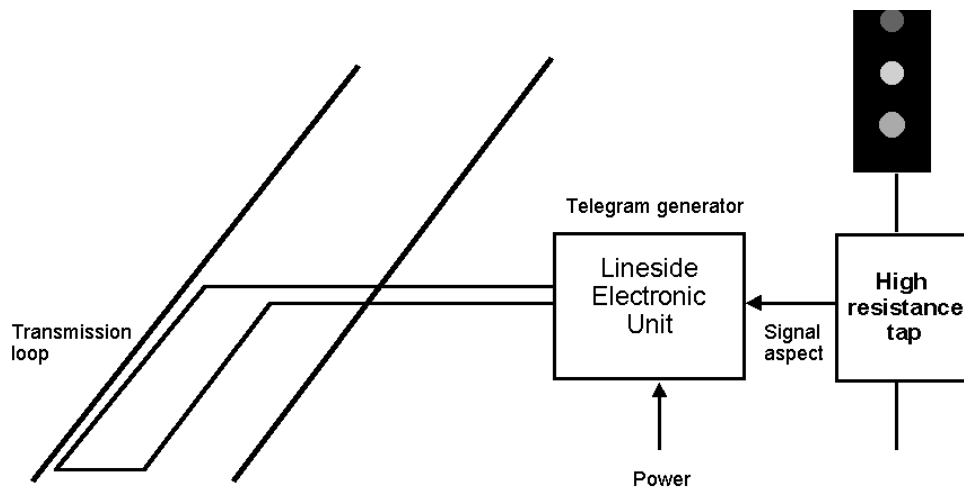 Telegram generator
Lineside
Electronic
Unit
High
resistance
tap
Signal
aspect
Transmission
loop
Power